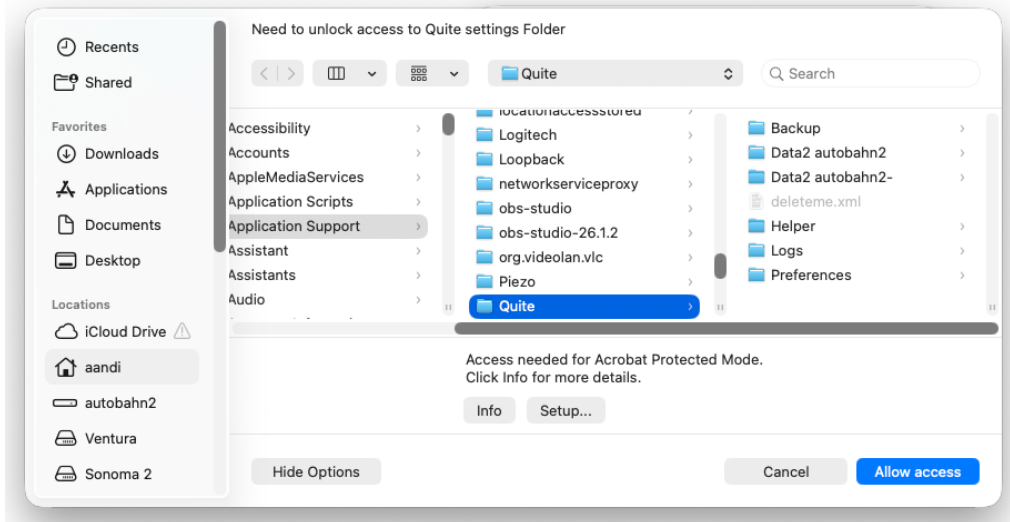 Need to unlock access to Quite settings Folder
Recents
Shared
Favorites
Downloads
Applications
Documents
Desktop
Locations
iCloud Drive
aandi
autobahn2
Ventura
Sonoma 2
Quite
Search
Accessibility
Accounts
AppleMediaServices
Application Scripts
Application Support
Assistant
Assistants
Audio
locationaccessstored
Logitech
Loopback
networkserviceproxy
obs-studio
obs-studio-26.1.2
org.videolan.vlc
Piezo
Quite
Backup
Data2 autobahn2
Data2 autobahn2-
deleteme.xml
Helper
Logs
Preferences
Access needed for Acrobat Protected Mode.
Click Info for more details.
Info
Setup...
Hide Options
Cancel
Allow access